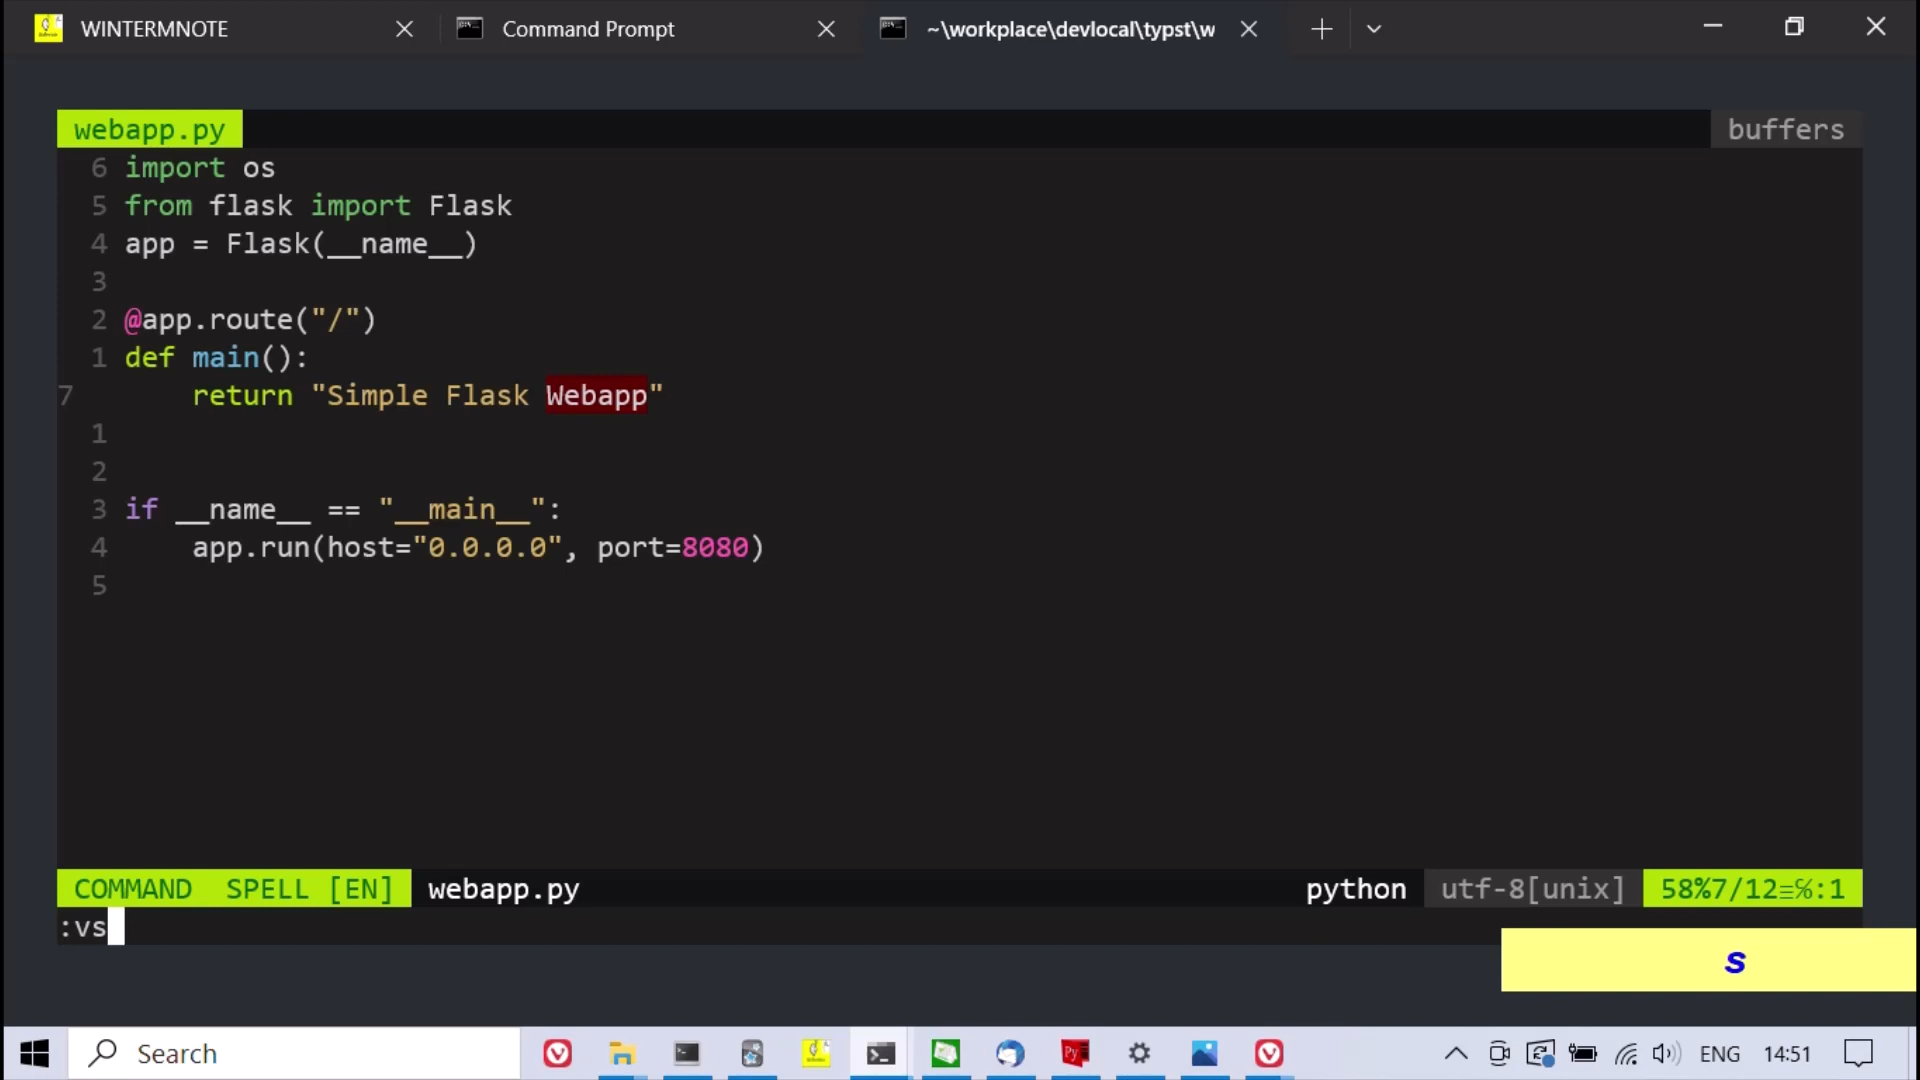 WINTERMNOTE
Command Prompt
~\workplace\devlocal\typst\w
webapp.py
buffers
6 import os
5 from flask import Flask
4 app = Flask(__name__)
3
2 @app.route("/")
1 def main():
7 return "Simple Flask Webapp"
1
2
3 if __name__ == "__main__":
4 app.run(host="0.0.0.0", port=8080)
5
COMMAND SPELL [EN] webapp.py python utf-8[unix] 58%7/12≡℅:1
:vs
s
Search
ENG 14:51